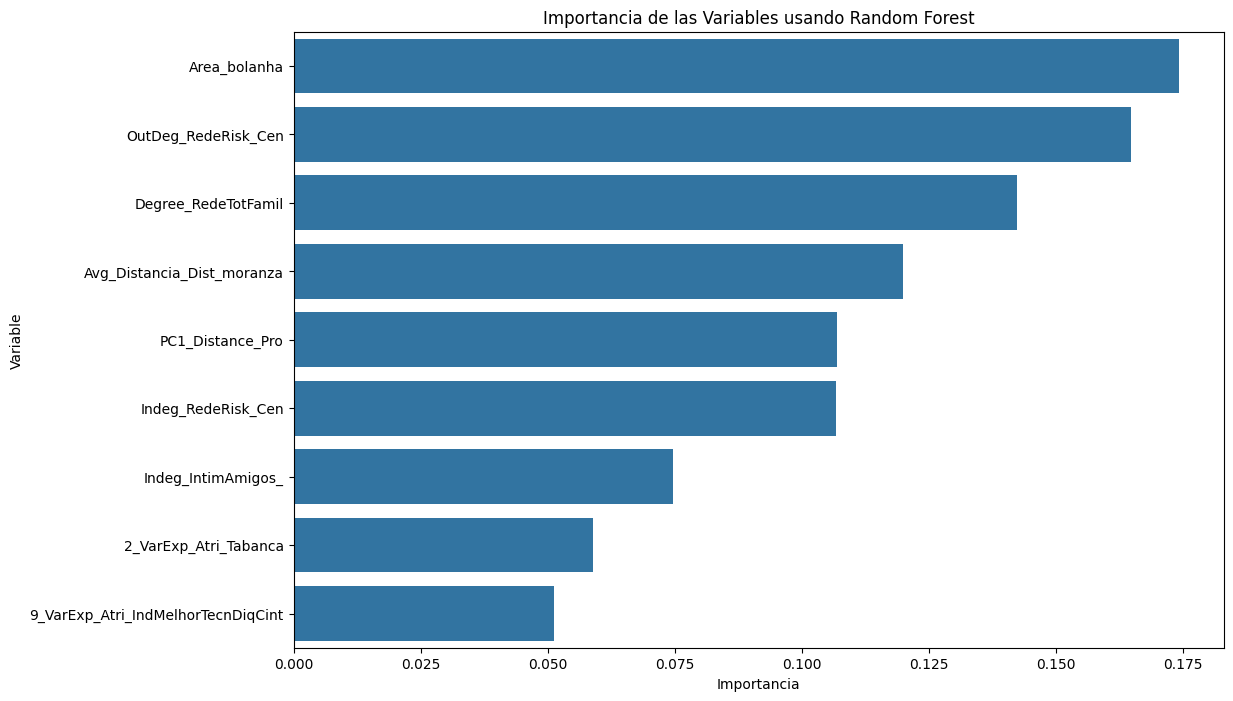 Importancia de las Variables usando Random Forest
Variable
Area_bolanha
OutDeg_RedeRisk_Cen
Degree_RedeTotFamil
Avg_Distancia_Dist_moranza
PC1_Distance_Pro
Indeg_RedeRisk_Cen
Indeg_IntimAmigos_
2_VarExp_Atri_Tabanca
9_VarExp_Atri_IndMelhorTecnDiqCint
0.000 0.025 0.050 0.075 0.100 0.125 0.150 0.175
Importancia